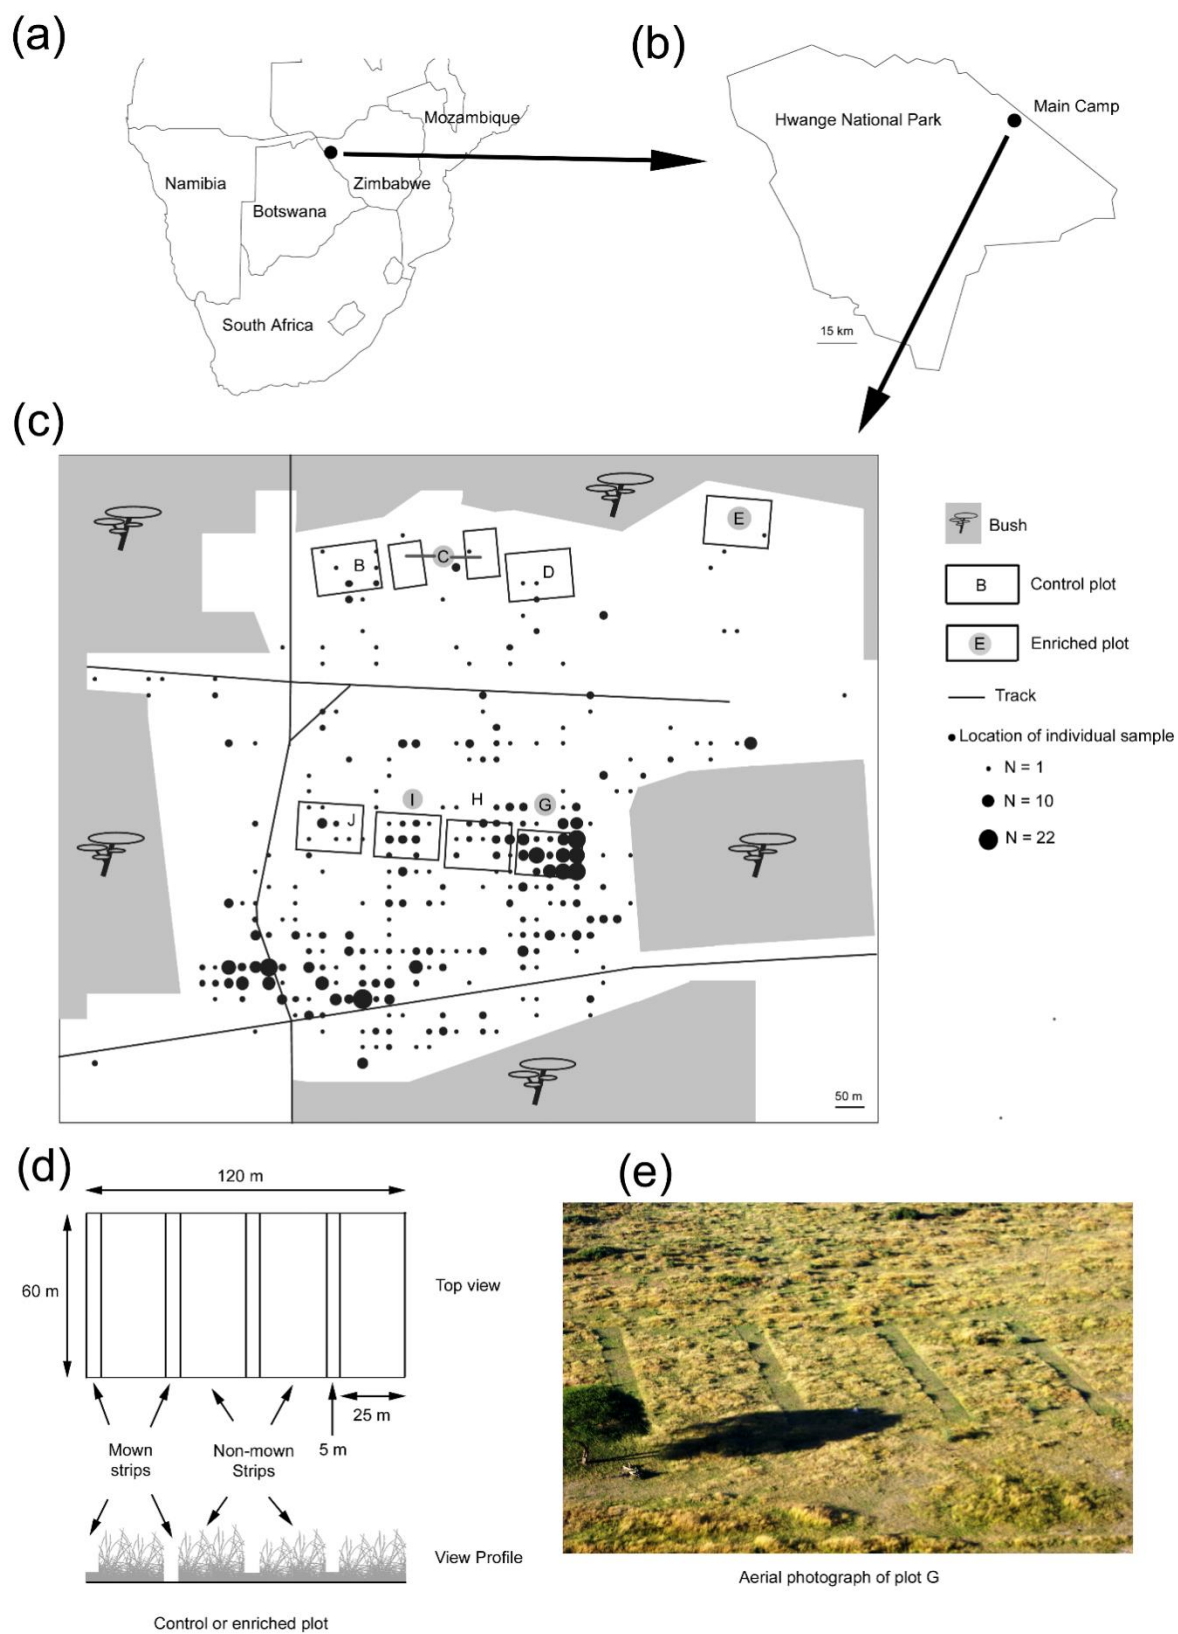 (a)
Mozambique
Namibia
Zimbabwe
Botswana
South Africa
(b)
Main Camp
Hwange National Park
15 km
(c)
E
B
C
D
I
H
G
J
50 m
Bush
B
Control plot
E
Enriched plot
Track
Location of individual sample
N = 1
N = 10
N = 22
(d)
120 m
60 m
Top view
25 m
5 m
Mown
strips
Non-mown
Strips
View Profile
Control or enriched plot
(e)
Aerial photograph of plot G